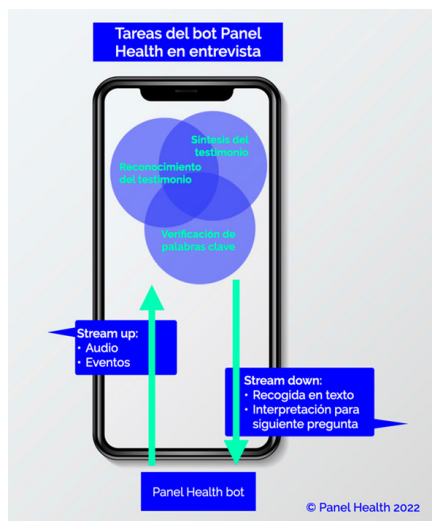 Tareas del bot Panel
Health en entrevista
Síntesis del
testimonio
Reconocimiento
del testimonio
Verificación de
palabras clave
Stream up:
• Audio
• Eventos
Stream down:
• Recogida en texto
• Interpretación para
siguiente pregunta
Panel Health bot
© Panel Health 2022